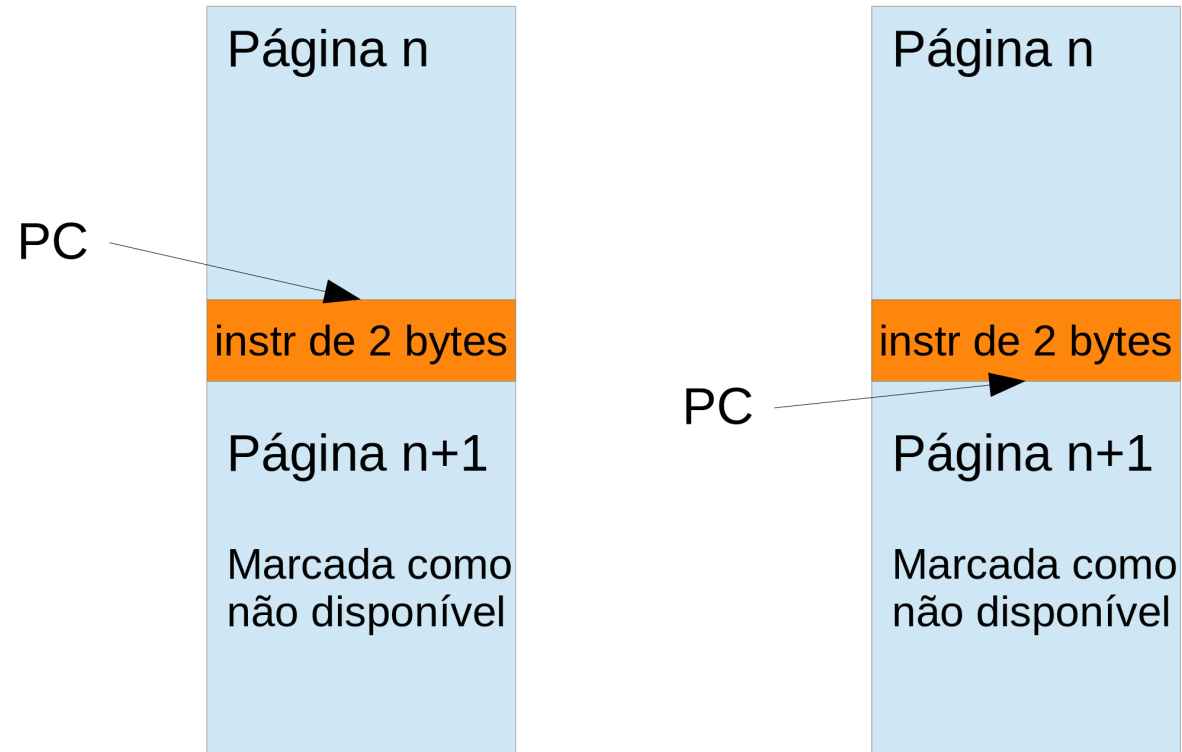 Página n
PC
instr de 2 bytes
Página n+1
Marcada como
não disponível
Página n
instr de 2 bytes
PC
Página n+1
Marcada como
não disponível